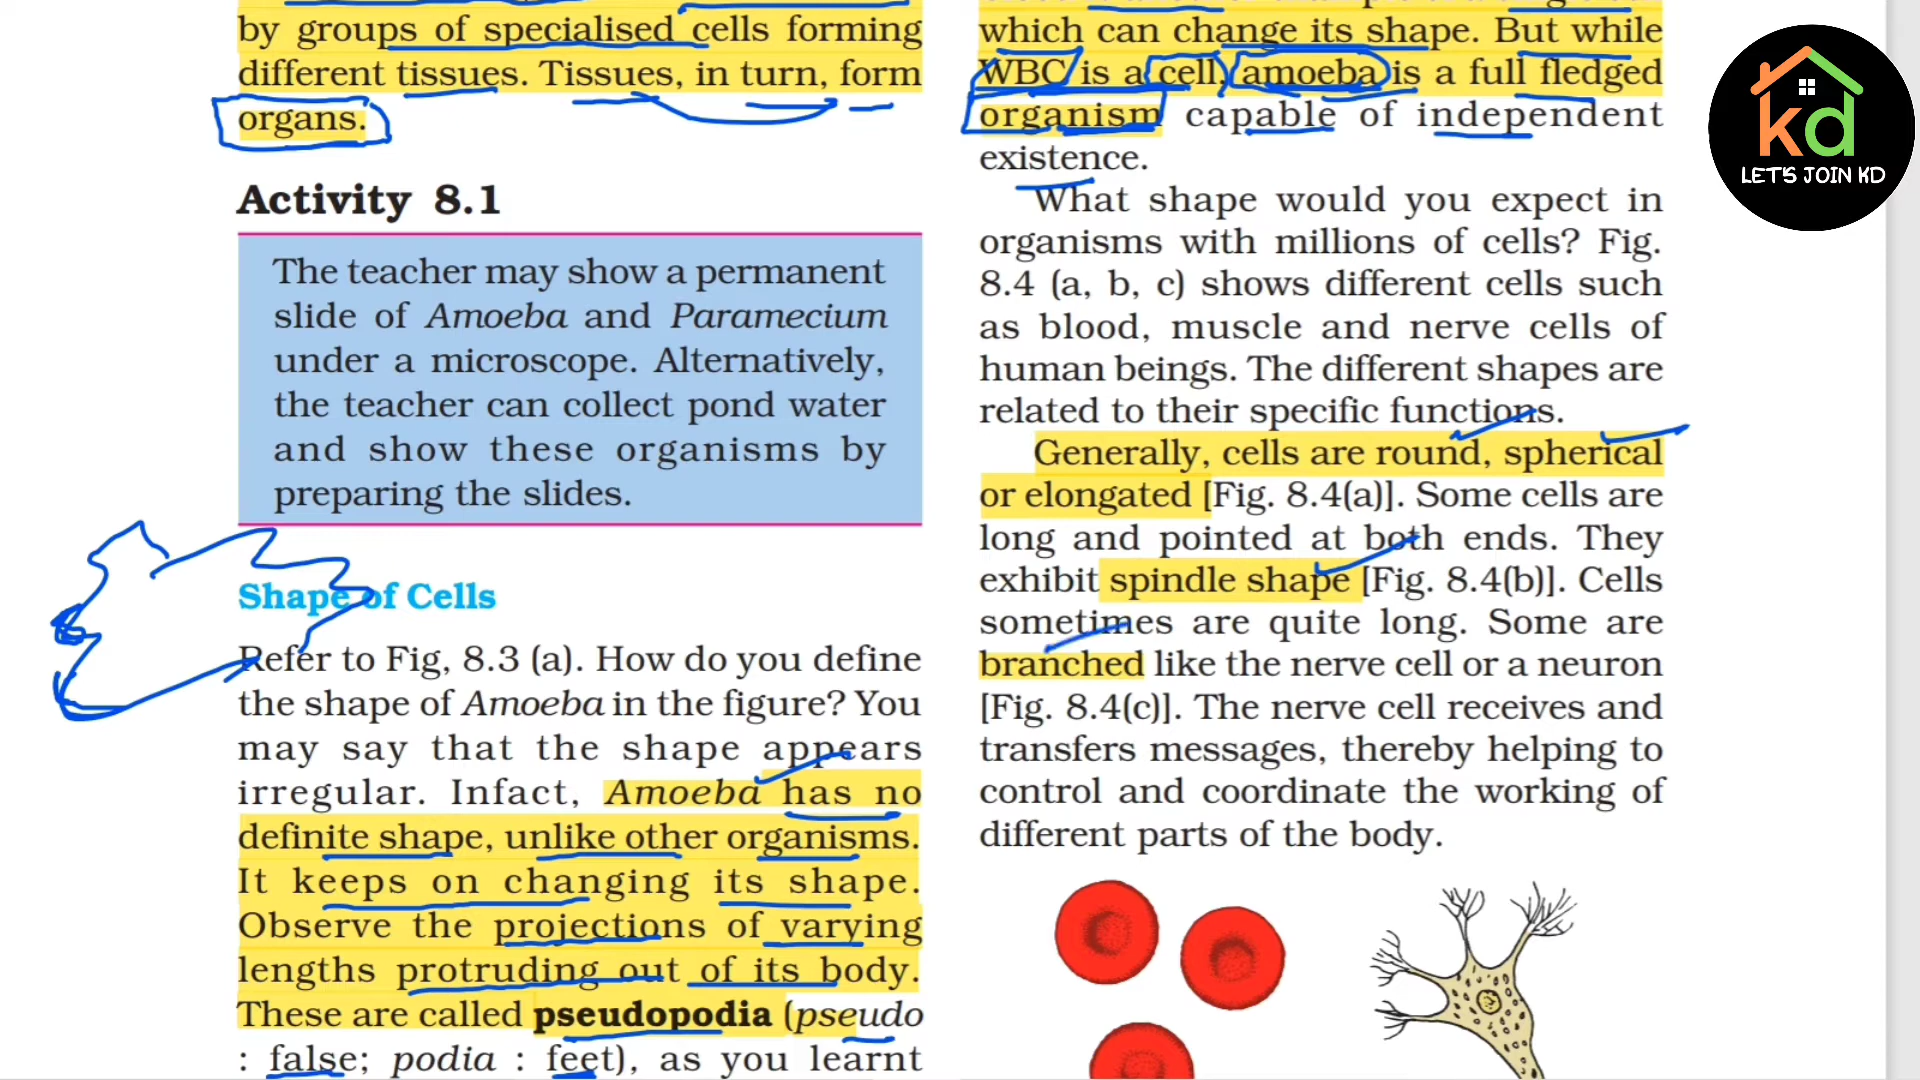 by groups of specialised cells forming
different tissues. Tissues, in turn, form
organs.
Activity 8.1
The teacher may show a permanent
slide of Amoeba and Paramecium
under a microscope. Alternatively,
the teacher can collect pond water
and show these organisms by
preparing the slides.
Shape of Cells
Refer to Fig, 8.3 (a). How do you define
the shape of Amoeba in the figure? You
may say that the shape appears
irregular. Infact, Amoeba has no
definite shape, unlike other organisms.
It keeps on changing its shape.
Observe the projections of varying
lengths protruding out of its body.
These are called pseudopodia (pseudo
: false; podia : feet), as you learnt
which can change its shape. But while
WBC is a cell, amoeba is a full fledged
organism capable of independent
existence.
What shape would you expect in
organisms with millions of cells? Fig.
8.4 (a, b, c) shows different cells such
as blood, muscle and nerve cells of
human beings. The different shapes are
related to their specific functions.
Generally, cells are round, spherical
or elongated [Fig. 8.4(a)]. Some cells are
long and pointed at both ends. They
exhibit spindle shape [Fig. 8.4(b)]. Cells
sometimes are quite long. Some are
branched like the nerve cell or a neuron
[Fig. 8.4(c)]. The nerve cell receives and
transfers messages, thereby helping to
control and coordinate the working of
different parts of the body.
kd
LET'S JOIN KD